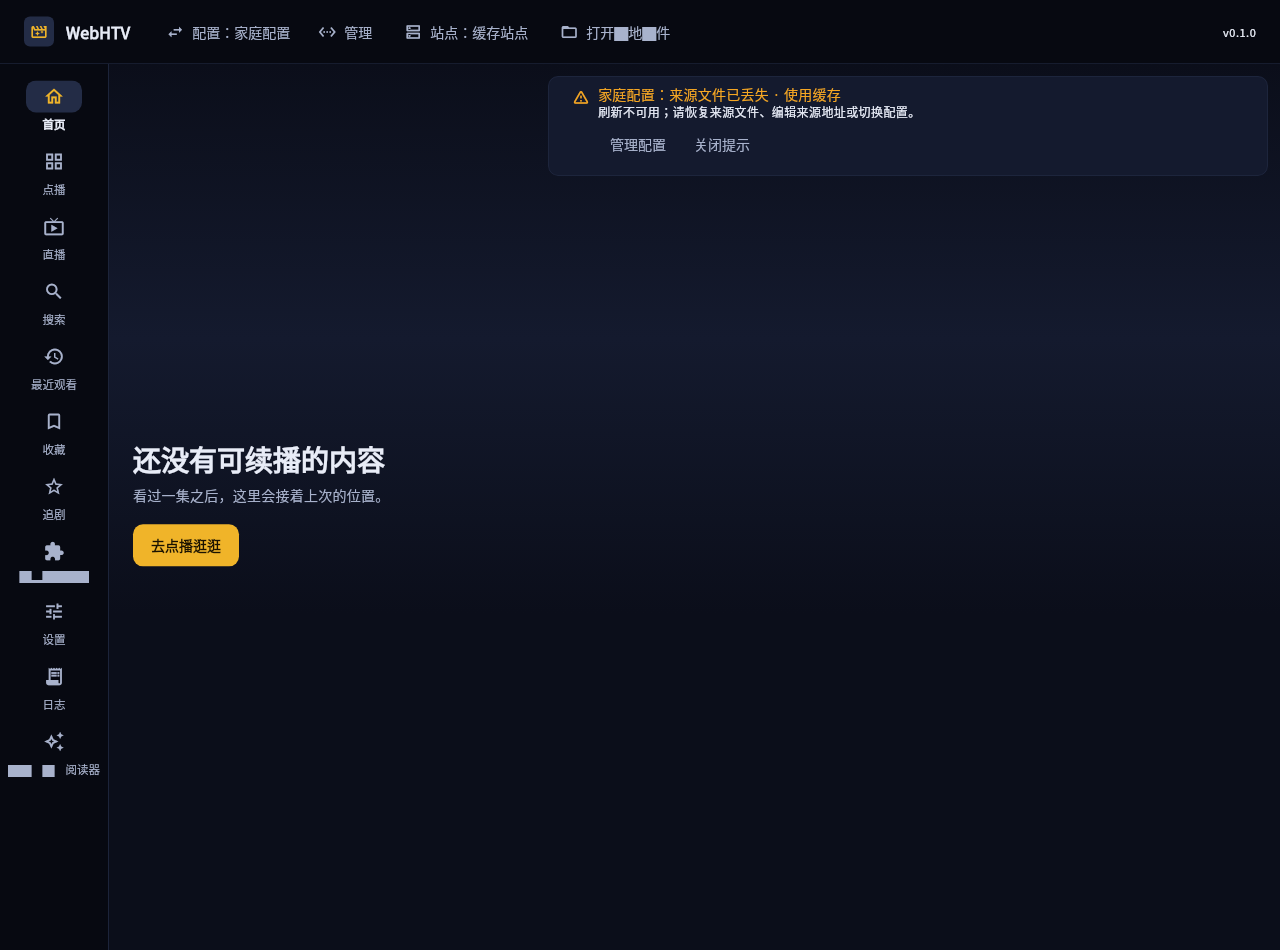 WebHTV
配置：家庭配置
管理
站点：缓存站点
打开地件
v0.1.0
家庭配置：来源文件已丢失 · 使用缓存
刷新不可用；请恢复来源文件、编辑来源地址或切换配置。
管理配置
关闭提示
首页
点播
直播
搜索
最近观看
收藏
追剧
设置
日志
阅读器
还没有可续播的内容
看过一集之后，这里会接着上次的位置。
去点播逛逛